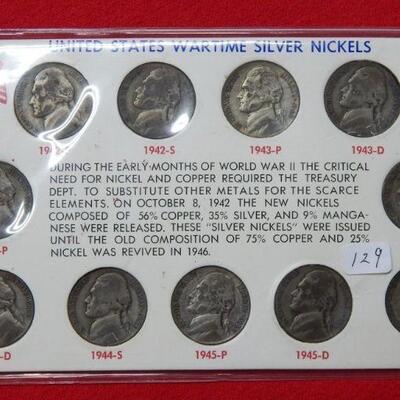 UNITED STATES WARTIME SILVER NICKELS
1942-S
1943-P
1943-D
DURING THE EARLY MONTHS OF WORLD WAR II THE CRITICAL
NEED FOR NICKEL AND COPPER REQUIRED THE TREASURY
DEPT. TO SUBSTITUTE OTHER METALS FOR THE SCARCE
ELEMENTS. ON OCTOBER 8, 1942 THE NEW NICKELS
COMPOSED OF 56% COPPER, 35% SILVER, AND 9% MANGA-
NESE WERE RELEASED. THESE "SILVER NICKELS" WERE ISSUED
UNTIL THE OLD COMPOSITION OF 75% COPPER AND 25%
NICKEL WAS REVIVED IN 1946.
-P
129
-D
1944-S
1945-P
1945-D